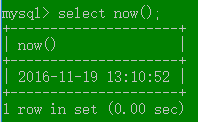 mysql> select now();
+---------------------+
| now()               |
+---------------------+
| 2016-11-19 13:10:52 |
+---------------------+
1 row in set (0.00 sec)